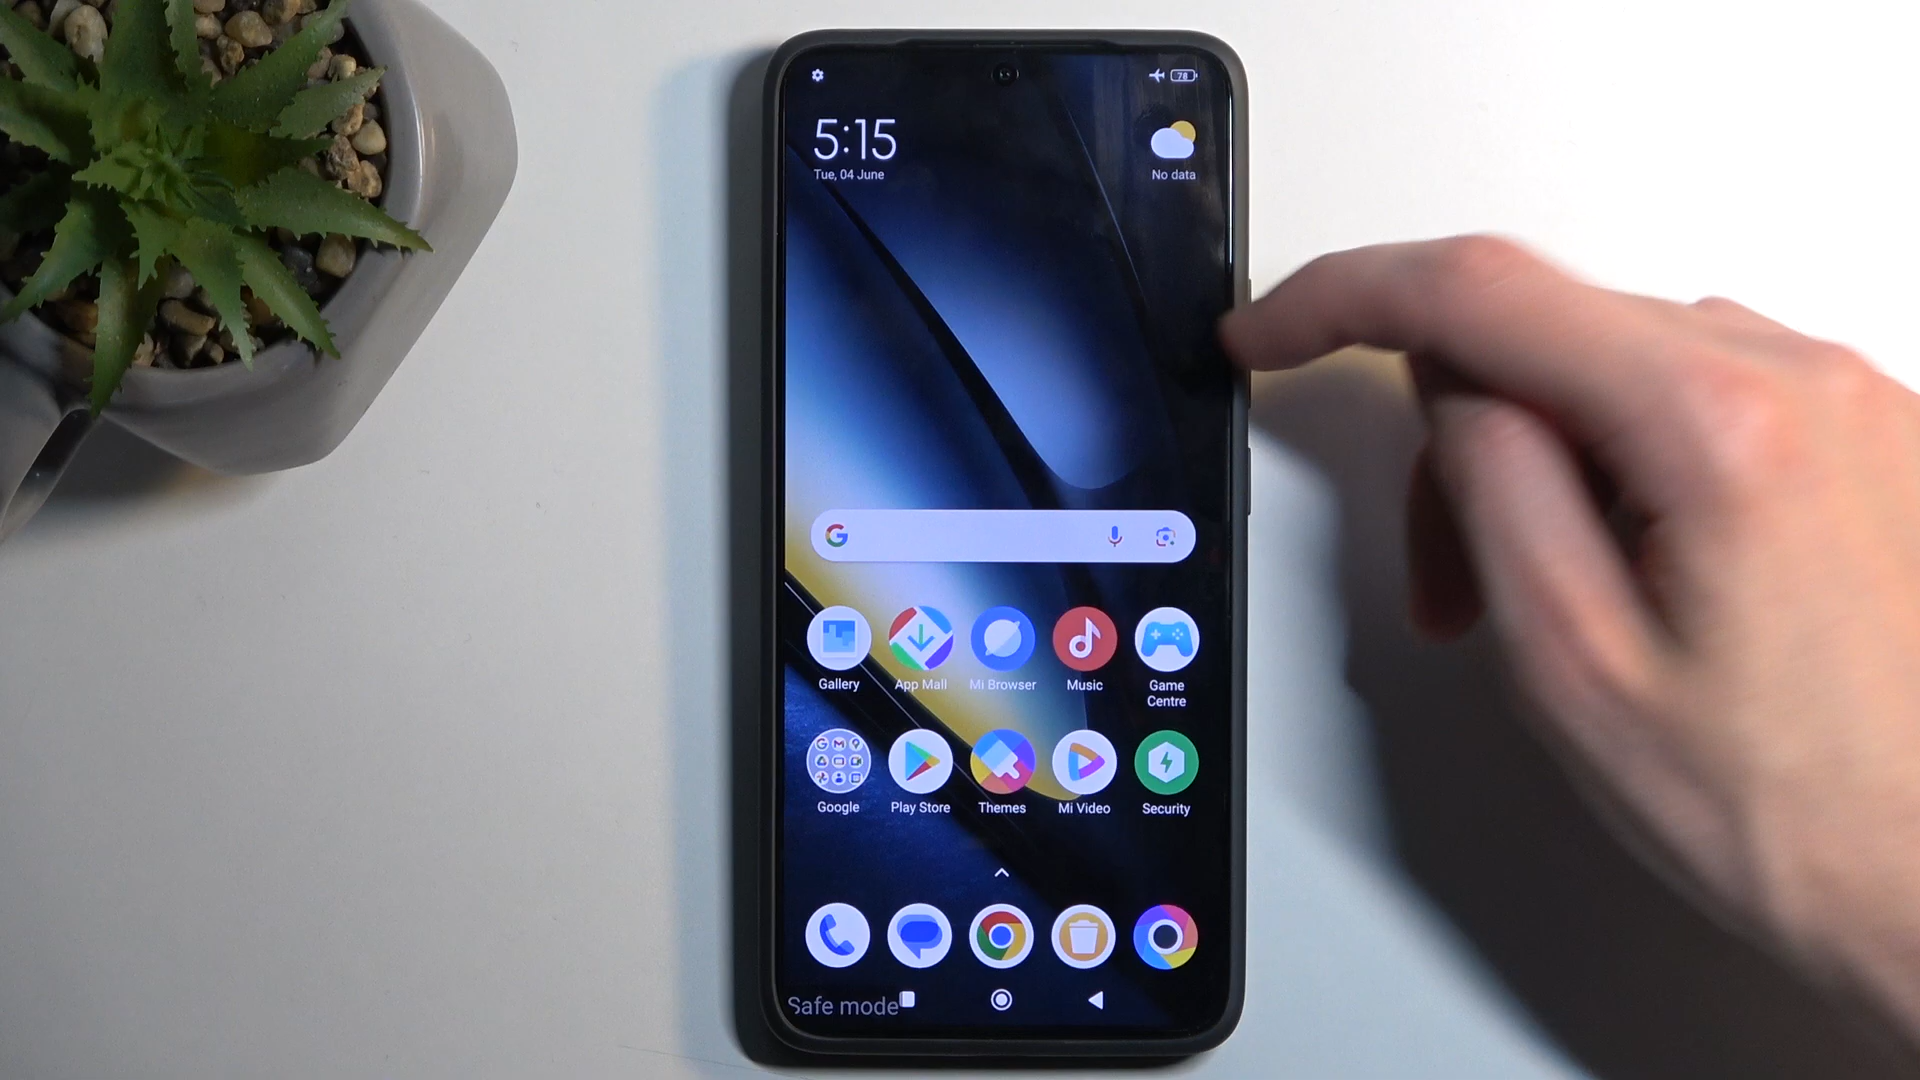 78
5:15
Tue, 04 June
No data
G
Gallery
App Mall
Mi Browser
Music
Game
Centre
Google
Play Store
Themes
Mi Video
Security
Safe mode